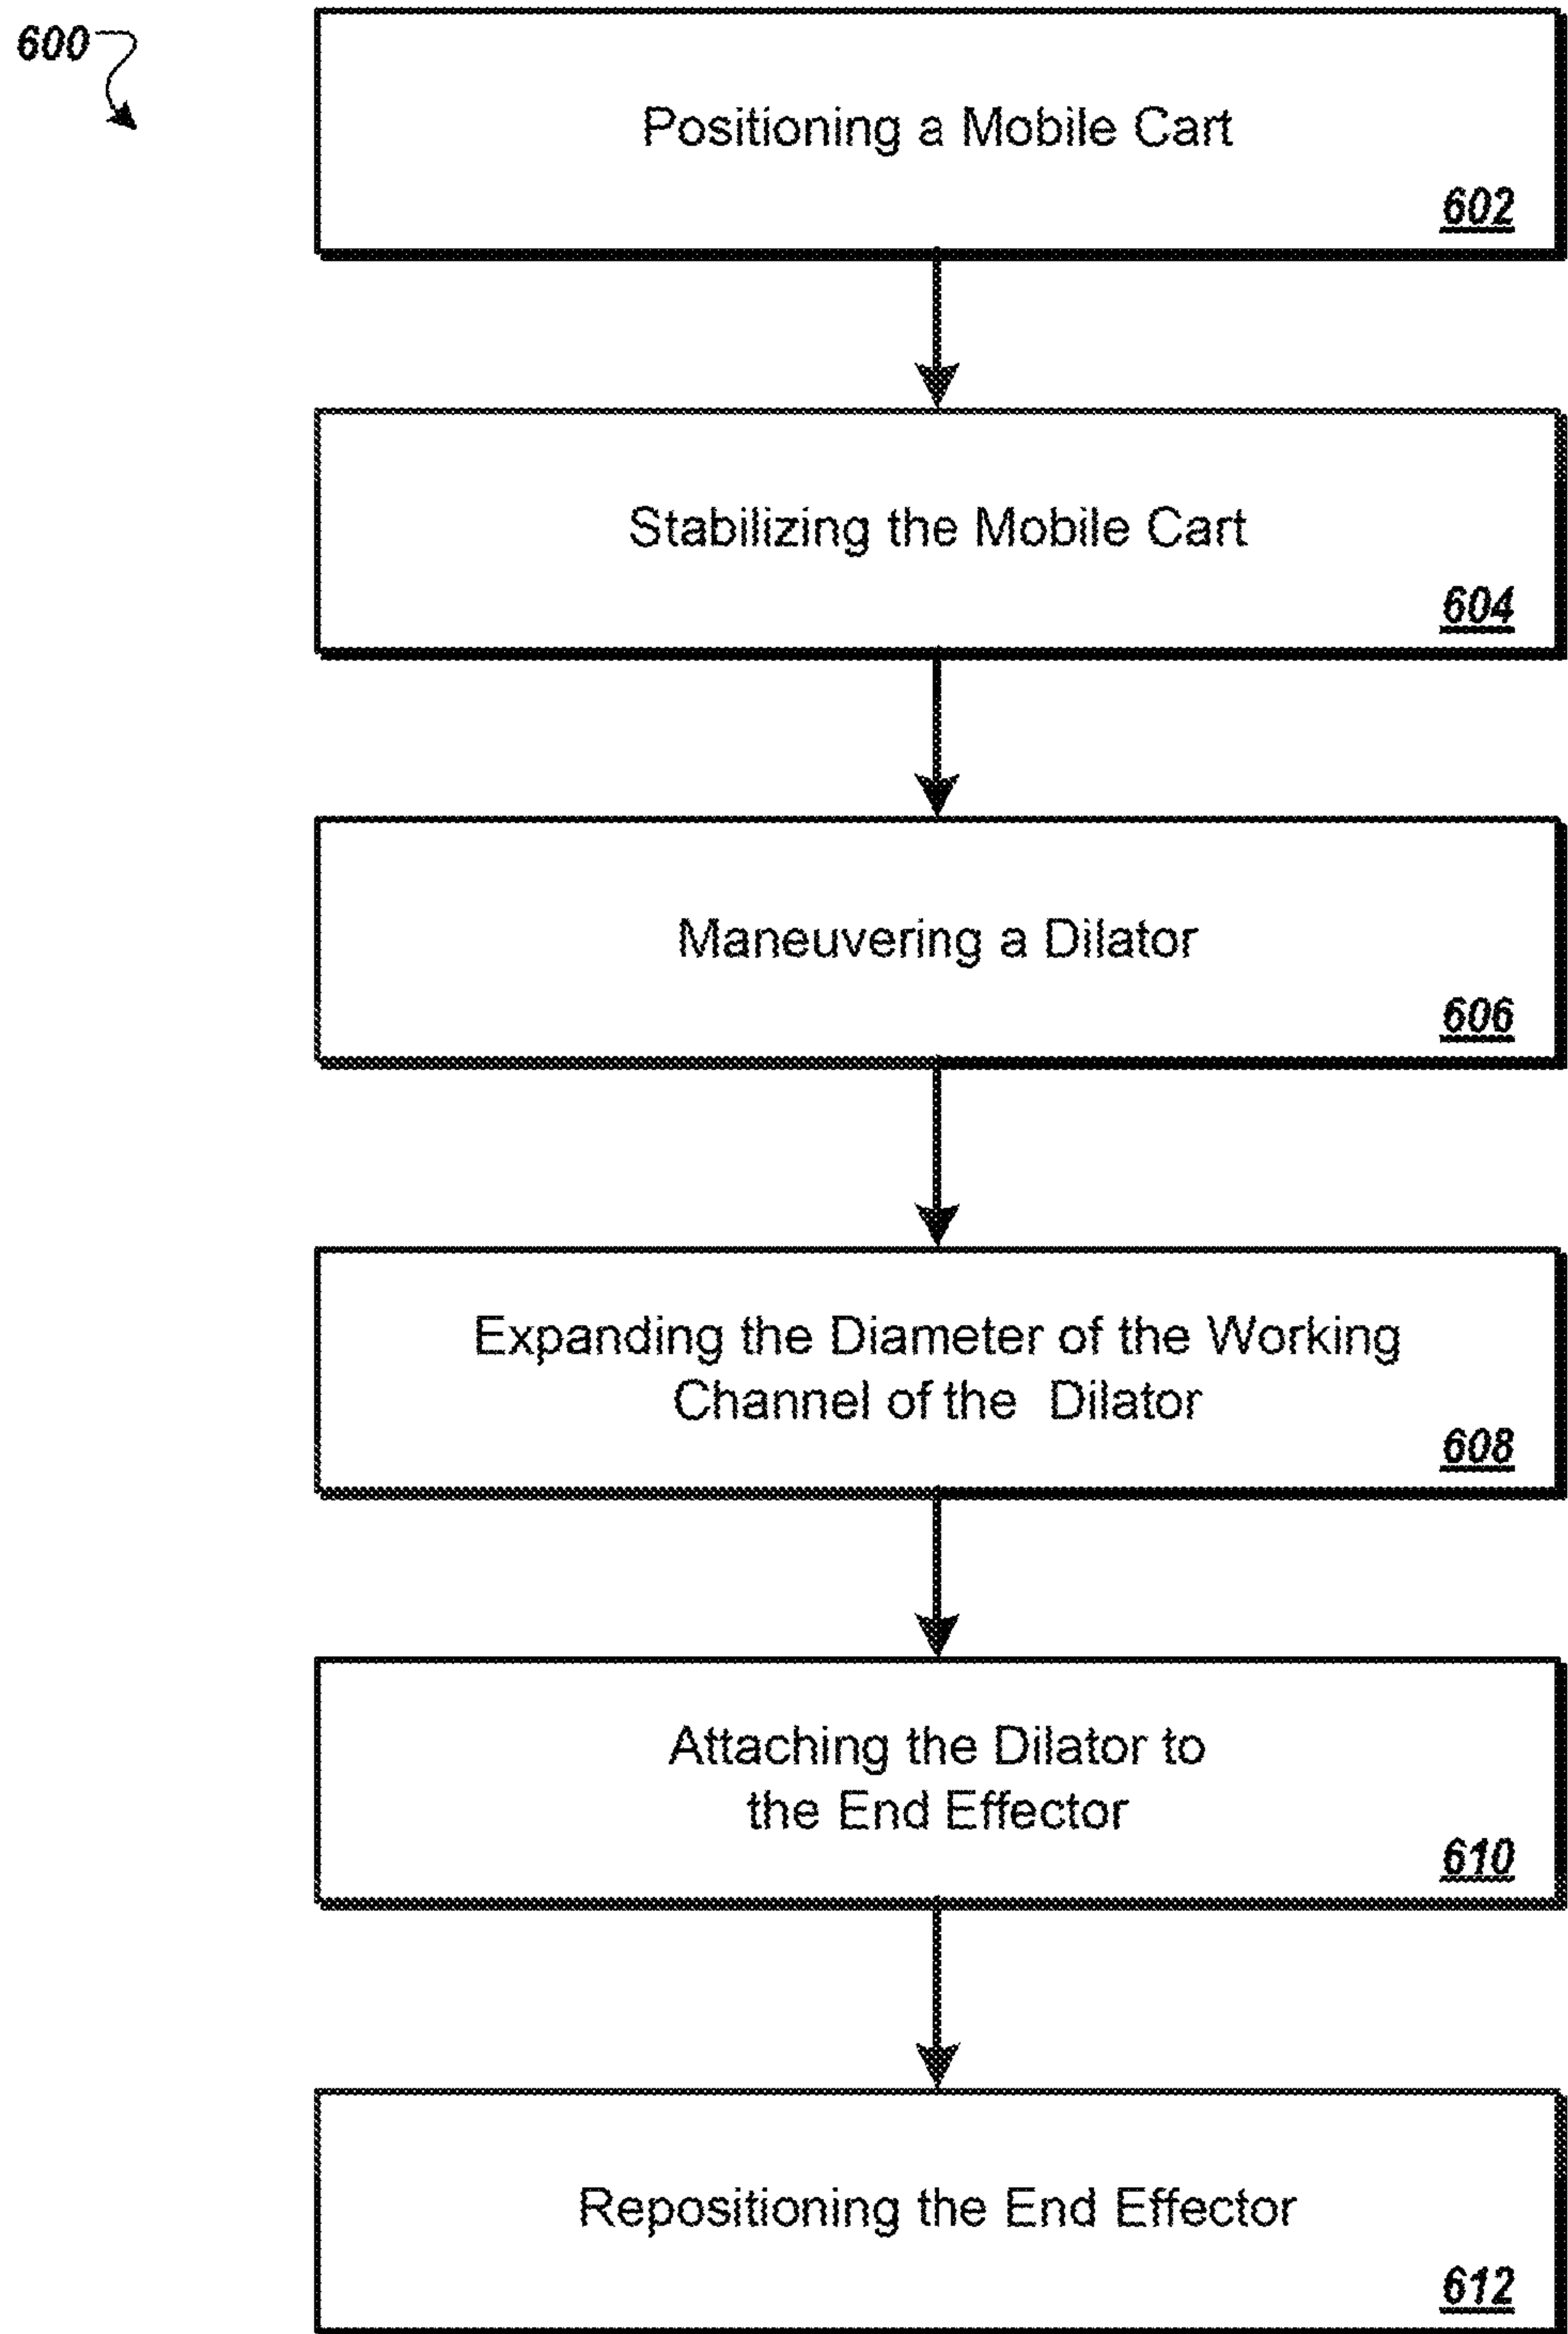 600
Positioning a Mobile Cart
602
Stabilizing the Mobile Cart
604
Maneuvering a Dilator
606
Expanding the Diameter of the Working
Channel of the Dilator
608
Attaching the Dilator to
the End Effector
610
Repositioning the End Effector
612